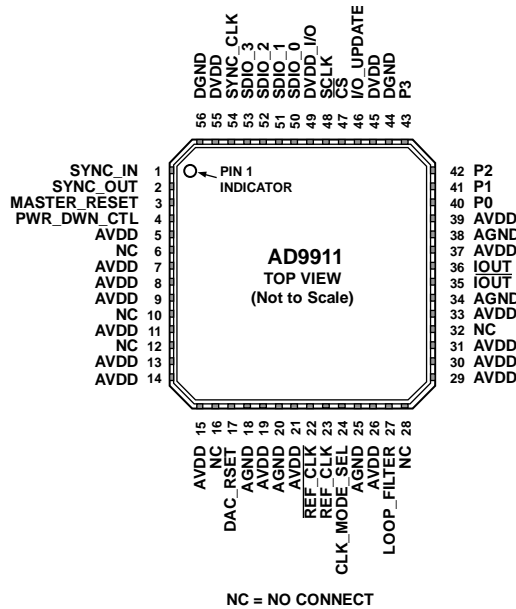 56 DGND
55 DVDD
54 SYNC_CLK
53 SDIO_3
52 SDIO_2
51 SDIO_1
50 SDIO_0
49 DVDD_I/O
48 SCLK
47 CS
46 I/O_UPDATE
45 DVDD
44 DGND
43 P3
SYNC_IN 1
SYNC_OUT 2
MASTER_RESET 3
PWR_DWN_CTL 4
AVDD 5
NC 6
AVDD 7
AVDD 8
AVDD 9
NC 10
AVDD 11
NC 12
AVDD 13
AVDD 14
PIN 1
INDICATOR
AD9911
TOP VIEW
(Not to Scale)
42 P2
41 P1
40 P0
39 AVDD
38 AGND
37 AVDD
36 IOUT
35 IOUT
34 AGND
33 AVDD
32 NC
31 AVDD
30 AVDD
29 AVDD
AVDD 15
NC 16
DAC_RSET 17
AGND 18
AVDD 19
AGND 20
AVDD 21
REF_CLK 22
REF_CLK 23
CLK_MODE_SEL 24
AGND 25
AVDD 26
LOOP_FILTER 27
NC 28
NC = NO CONNECT